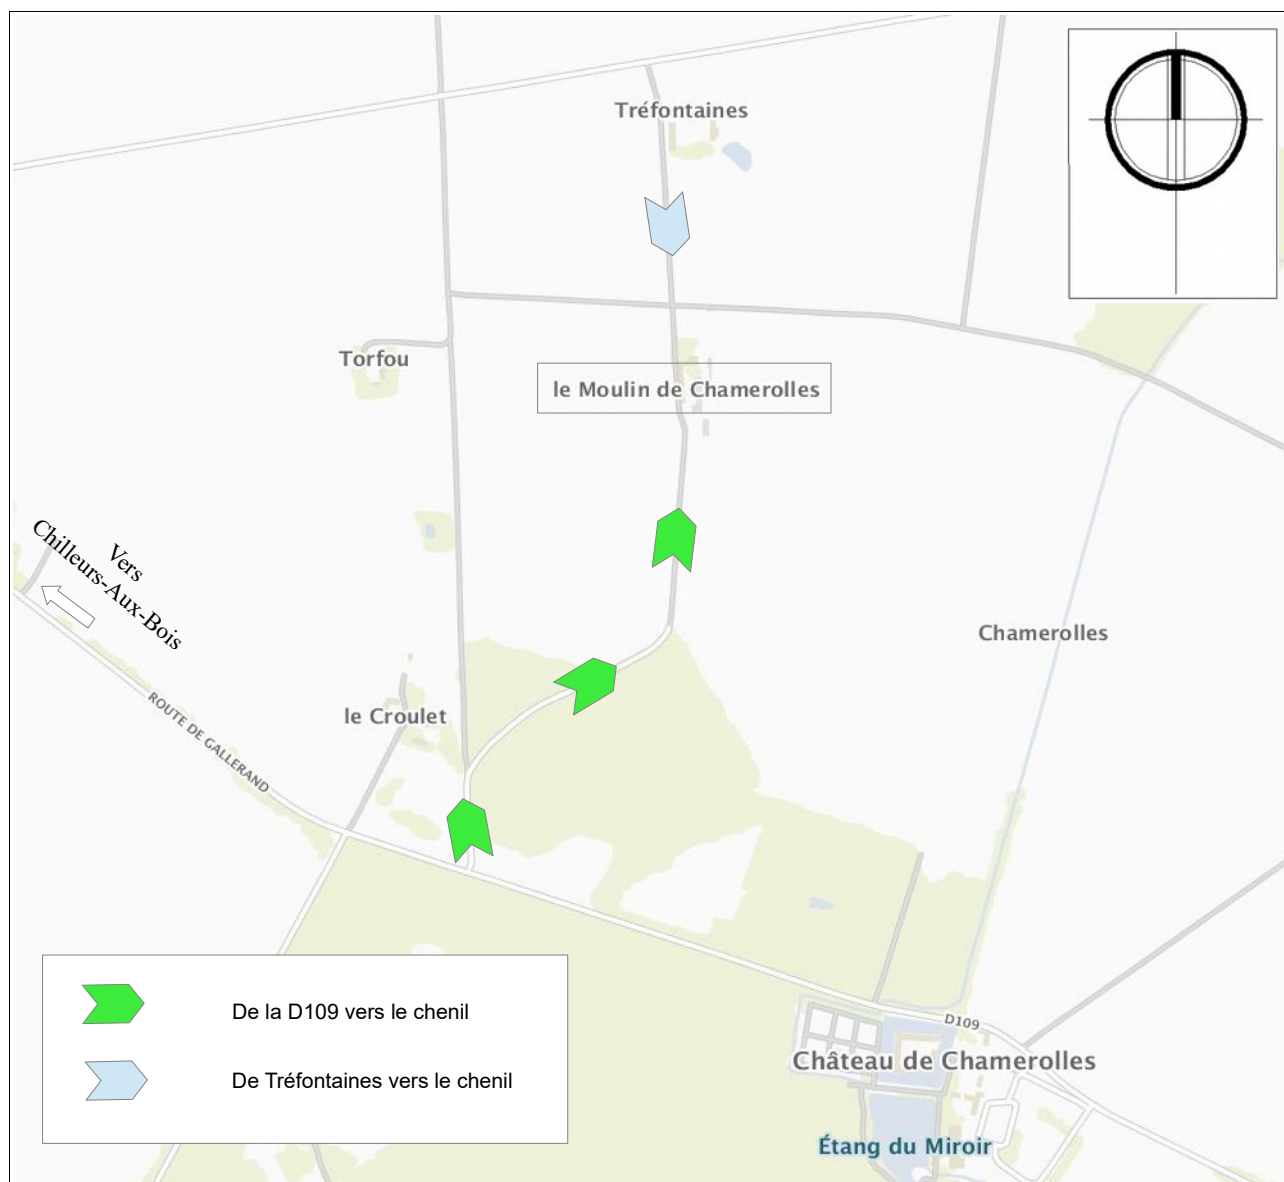 Tréfontaines
Torfou
le Moulin de Chamerolles
Vers
Chilleurs-Aux-Bois
Chamerolles
ROUTE DE GALLERAND
le Croulet
De la D109 vers le chenil
De Tréfontaines vers le chenil
D109
Château de Chamerolles
Étang du Miroir